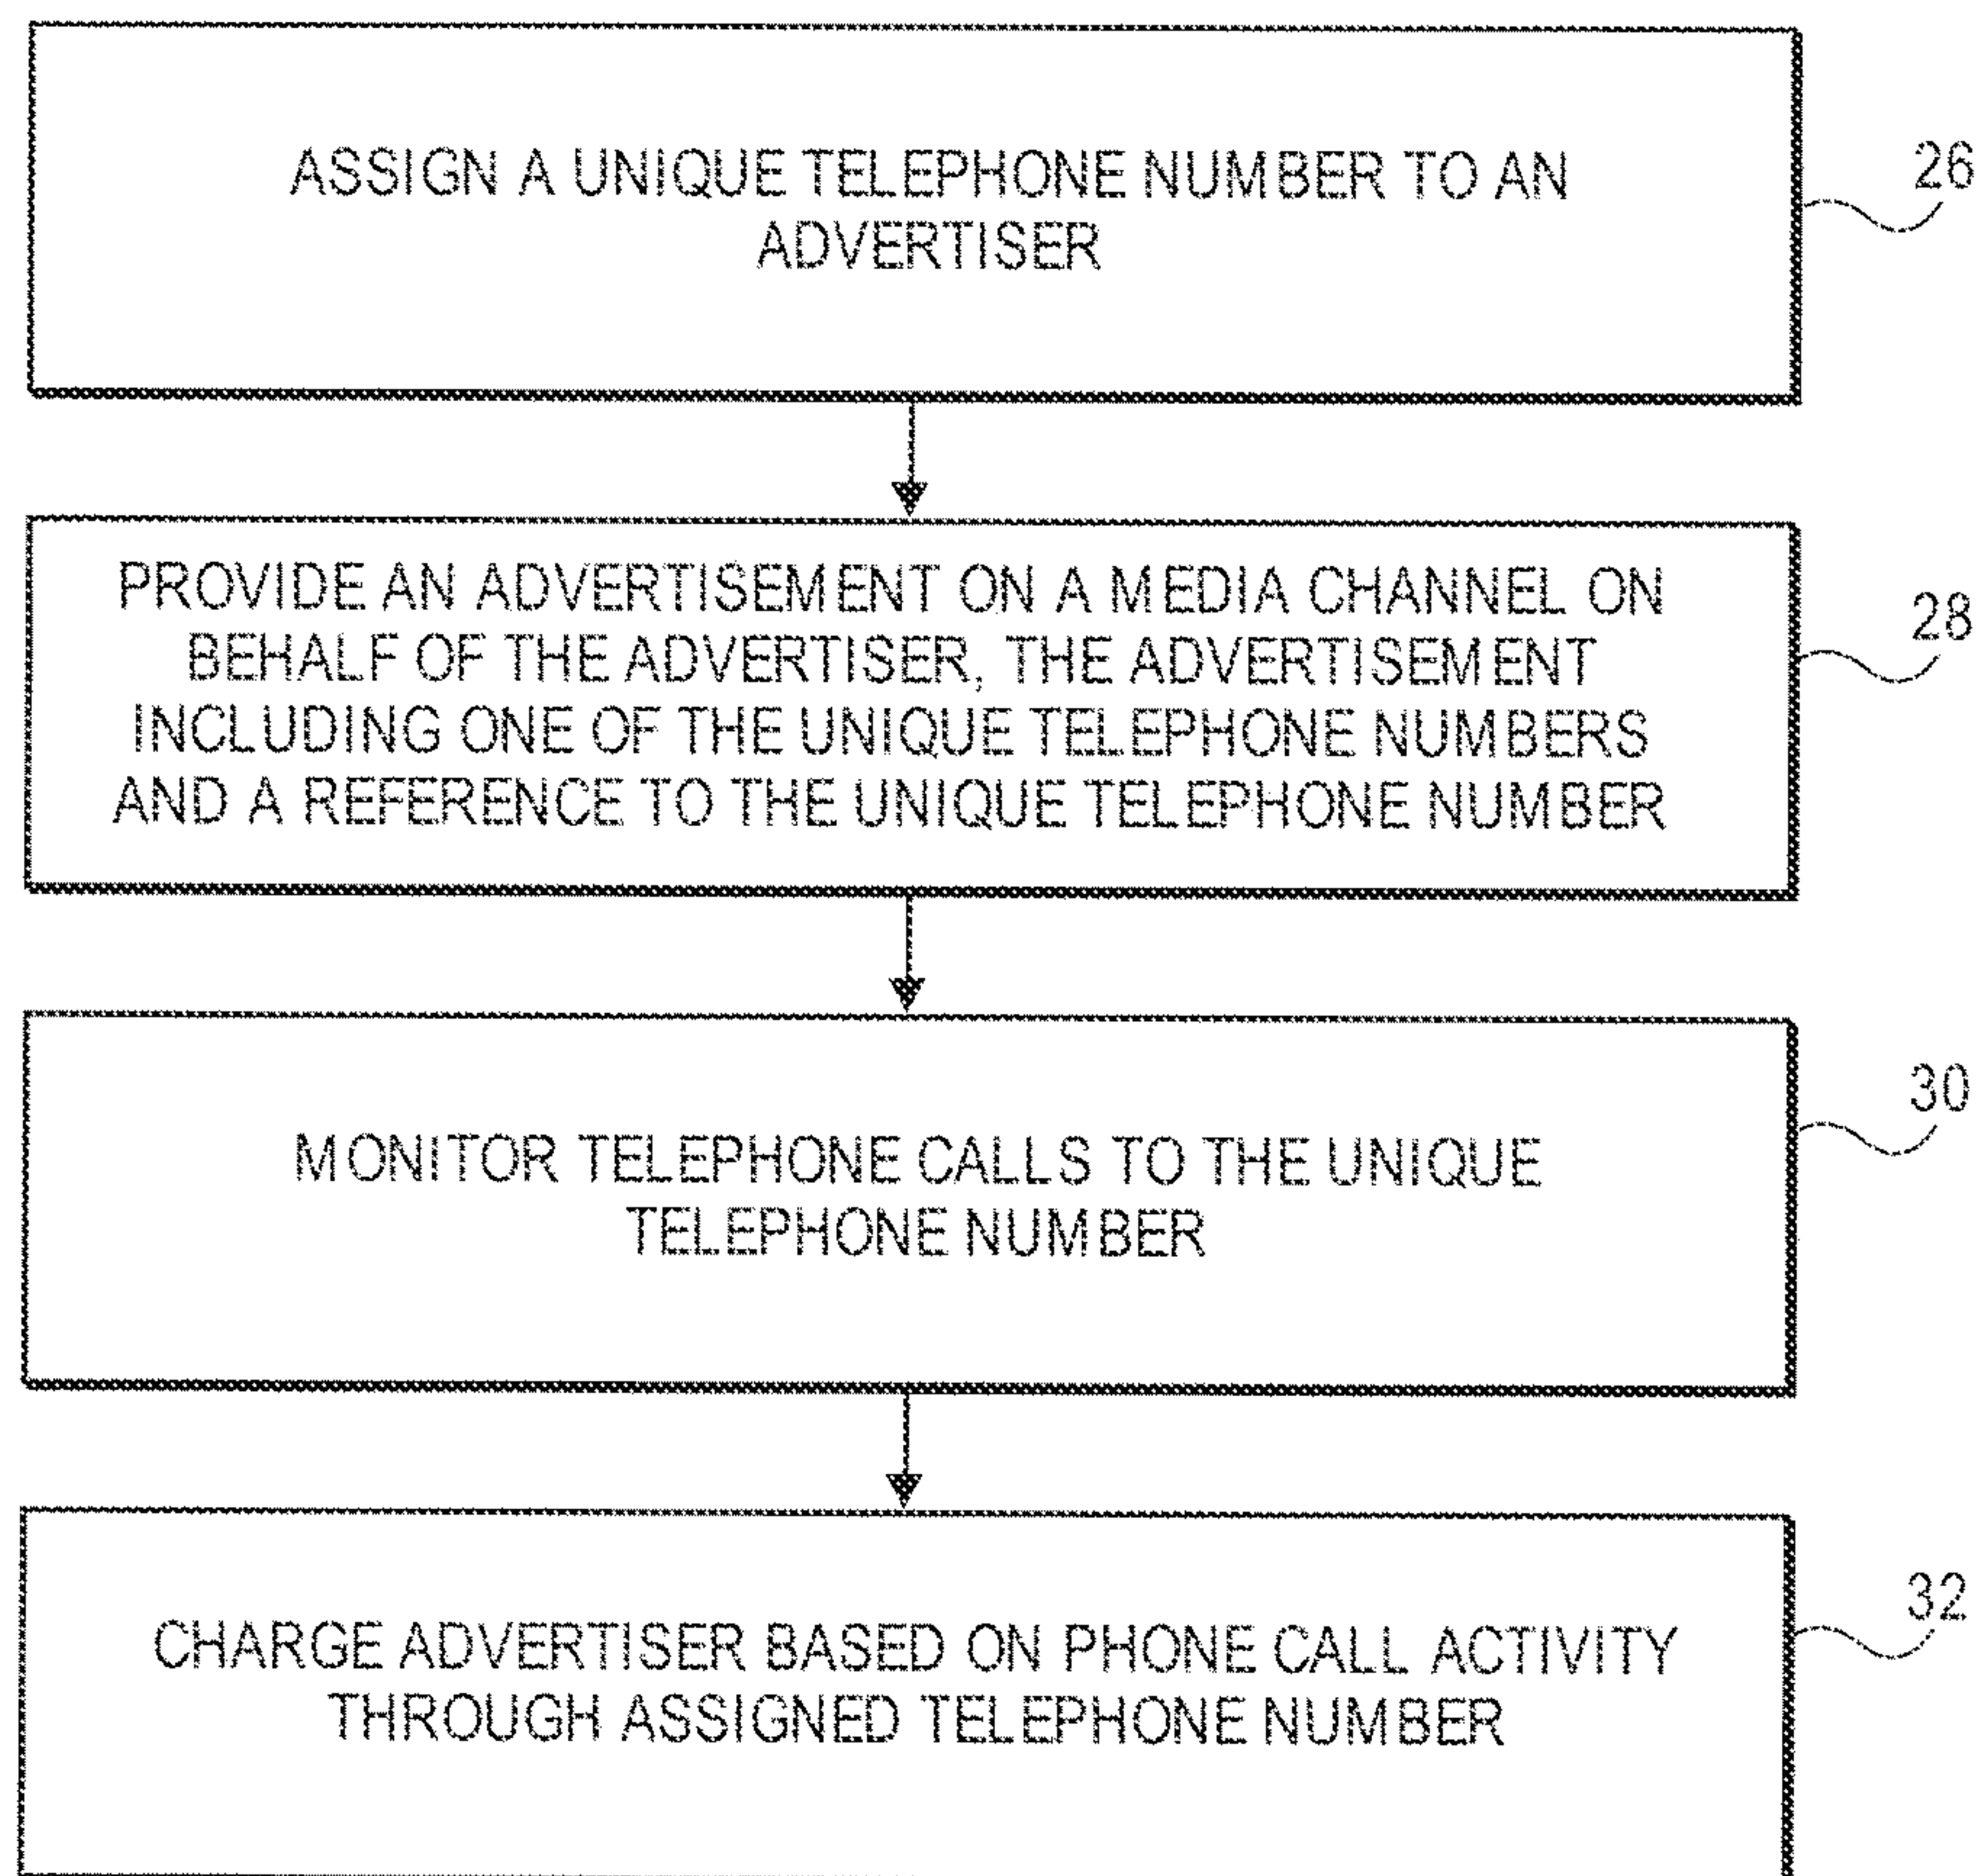 ASSIGN A UNIQUE TELEPHONE NUMBER TO AN
ADVERTISER
26
PROVIDE AN ADVERTISEMENT ON A MEDIA CHANNEL ON
BEHALF OF THE ADVERTISER, THE ADVERTISEMENT
INCLUDING ONE OF THE UNIQUE TELEPHONE NUMBERS
AND A REFERENCE TO THE UNIQUE TELEPHONE NUMBER
28
MONITOR TELEPHONE CALLS TO THE UNIQUE
TELEPHONE NUMBER
30
CHARGE ADVERTISER BASED ON PHONE CALL ACTIVITY
THROUGH ASSIGNED TELEPHONE NUMBER
32